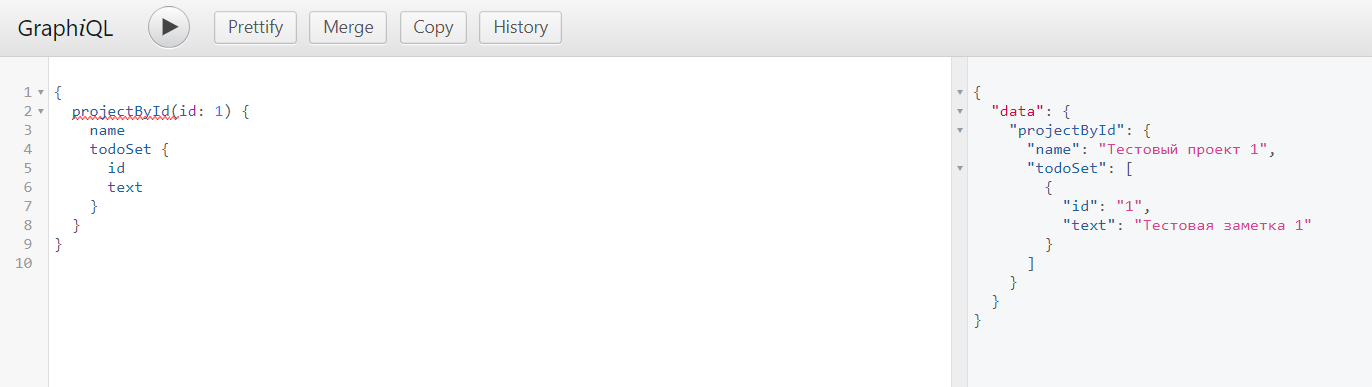 GraphiQL Prettify Merge Copy History
1 {
2 projectById(id: 1) {
3 name
4 todoSet {
5 id
6 text
7 }
8 }
9 }
10
{
"data": {
"projectById": {
"name": "Тестовый проект 1",
"todoSet": [
{
"id": "1",
"text": "Тестовая заметка 1"
}
]
}
}
}